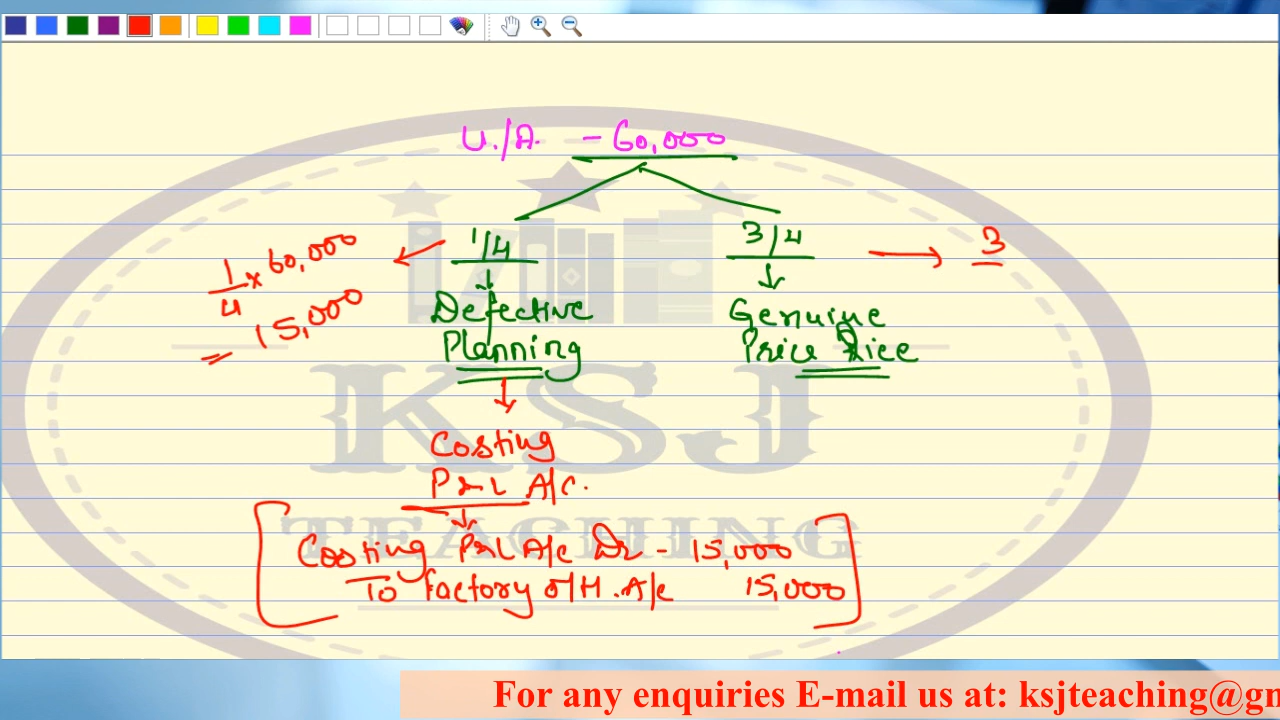 U./A. - 60,000
1/4
3/4
3
1/4 × 60,000
= 15,000
Defective
Planning
Genuine
Price Rice
Costing
P&L A/C.
Costing P&L A/c Dr - 15,000
To factory O/H. A/c 15,000
KSJ
TEACHING
For any enquiries E-mail us at: ksjteaching@gm